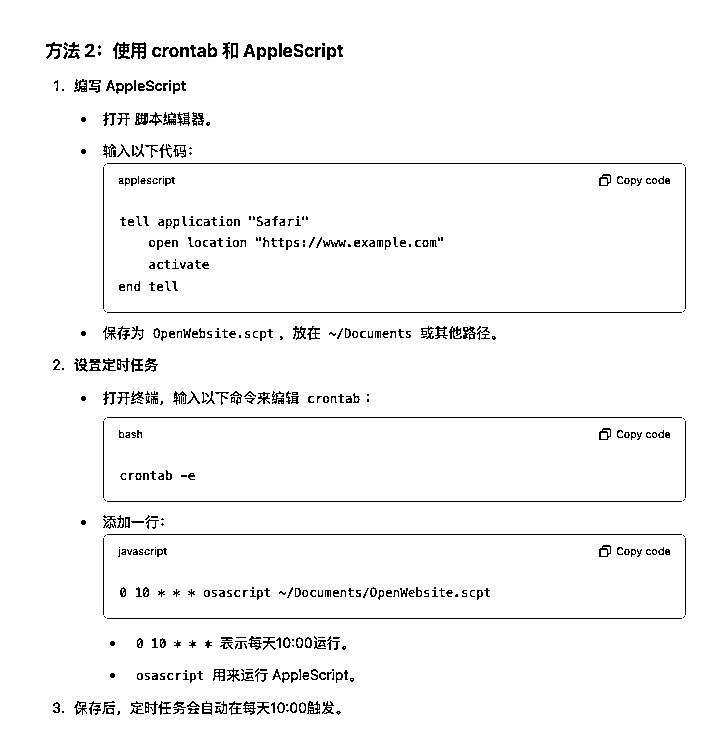 方法 2：使用 crontab 和 AppleScript
1. 编写 AppleScript
• 打开 脚本编辑器。
• 输入以下代码：
applescript
Copy code
tell application "Safari"
    open location "https://www.example.com"
    activate
end tell
• 保存为 OpenWebsite.scpt，放在 ~/Documents 或其他路径。
2. 设置定时任务
• 打开终端，输入以下命令来编辑 crontab：
bash
Copy code
crontab -e
• 添加一行：
javascript
Copy code
0 10 * * * osascript ~/Documents/OpenWebsite.scpt
• 0 10 * * * 表示每天10:00运行。
• osascript 用来运行 AppleScript。
3. 保存后，定时任务会自动在每天10:00触发。